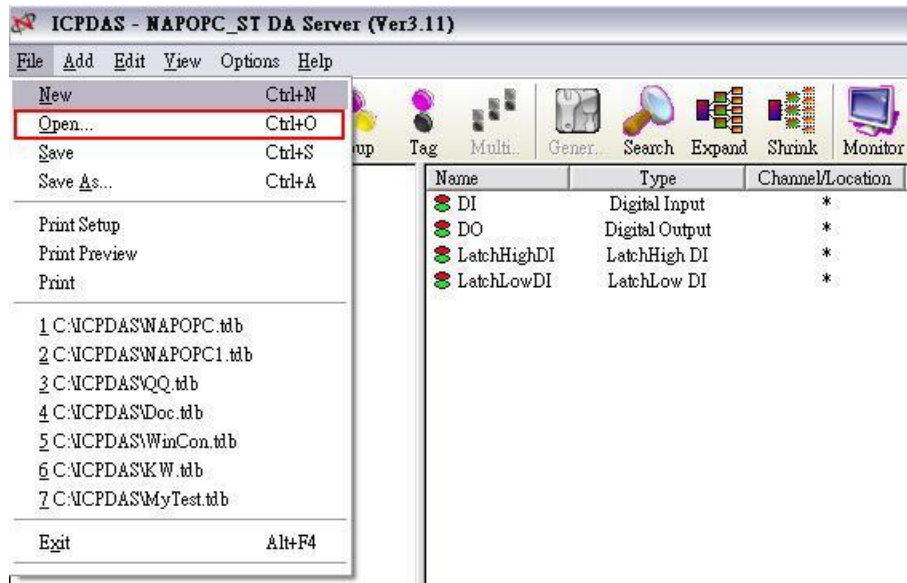 ICPDAS - NAPOPC_ST DA Server (Ver3.11)
File Add Edit View Options Help
New Ctrl+N
Open... Ctrl+O
Save Ctrl+S
Save As... Ctrl+A
Print Setup
Print Preview
Print
1 C:\ICPDAS\NAPOPC.tdb
2 C:\ICPDAS\NAPOPC1.tdb
3 C:\ICPDAS\QQ.tdb
4 C:\ICPDAS\Doc.tdb
5 C:\ICPDAS\WinCon.tdb
6 C:\ICPDAS\KW.tdb
7 C:\ICPDAS\MyTest.tdb
Exit Alt+F4
up Tag Multi.. Gener... Search Expand Shrink Monitor
Name Type Channel/Location
DI Digital Input *
DO Digital Output *
LatchHighDI LatchHigh DI *
LatchLowDI LatchLow DI *